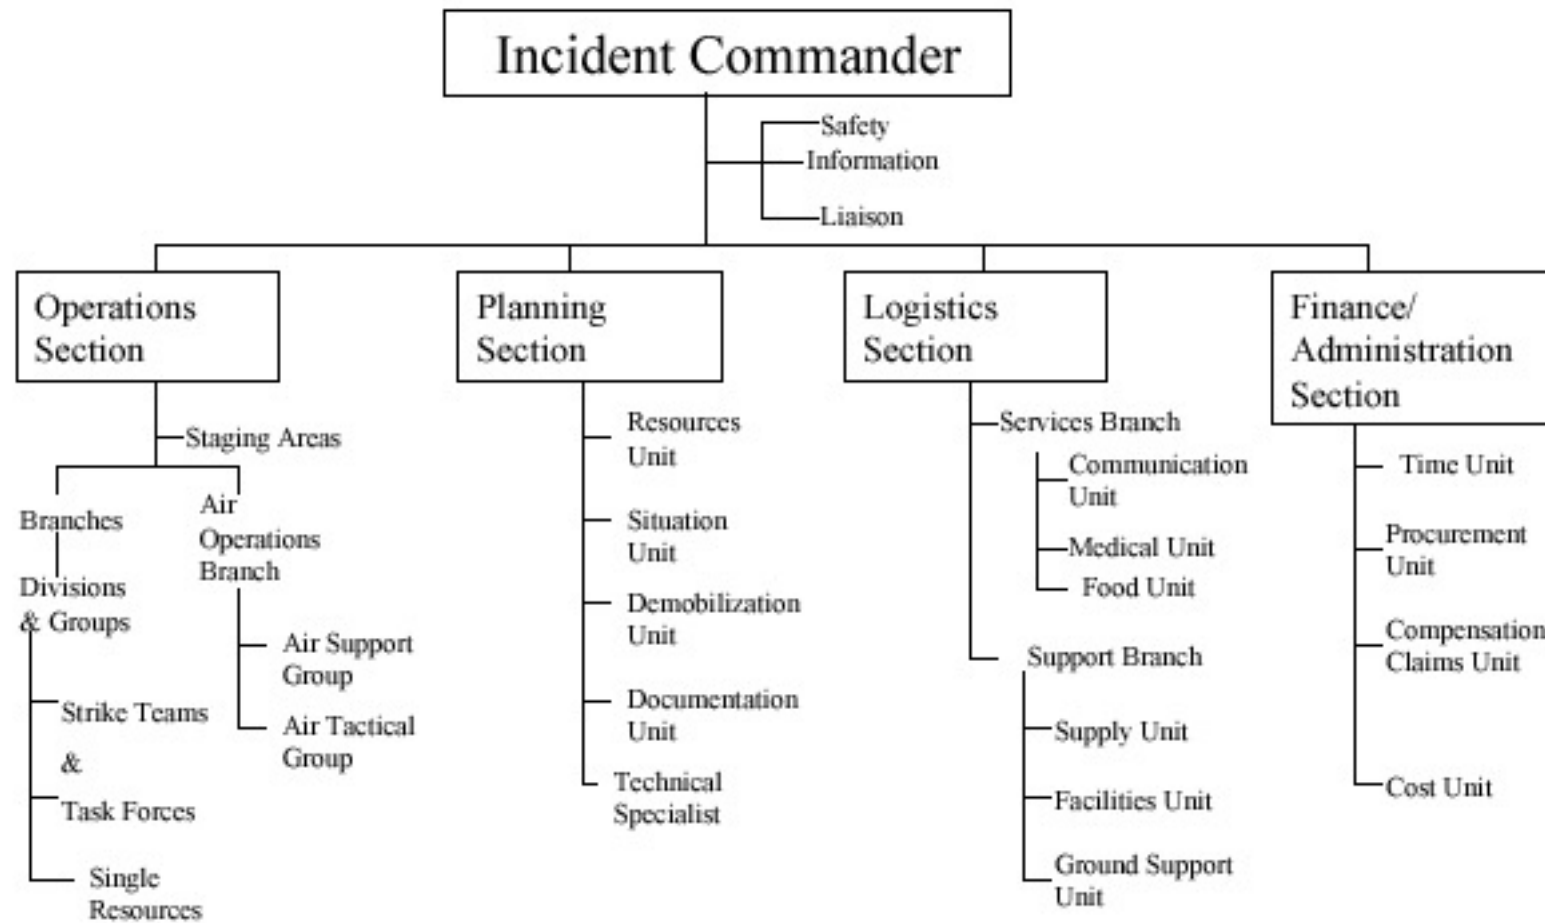 Incident Commander
Safety
Information
Liaison
Operations
Section
Staging Areas
Branches
Divisions
& Groups
Strike Teams
&
Task Forces
Single
Resources
Air
Operations
Branch
Air Support
Group
Air Tactical
Group
Planning
Section
Resources
Unit
Situation
Unit
Demobilization
Unit
Documentation
Unit
Technical
Specialist
Logistics
Section
Services Branch
Communication
Unit
Medical Unit
Food Unit
Support Branch
Supply Unit
Facilities Unit
Ground Support
Unit
Finance/
Administration
Section
Time Unit
Procurement
Unit
Compensation
Claims Unit
Cost Unit